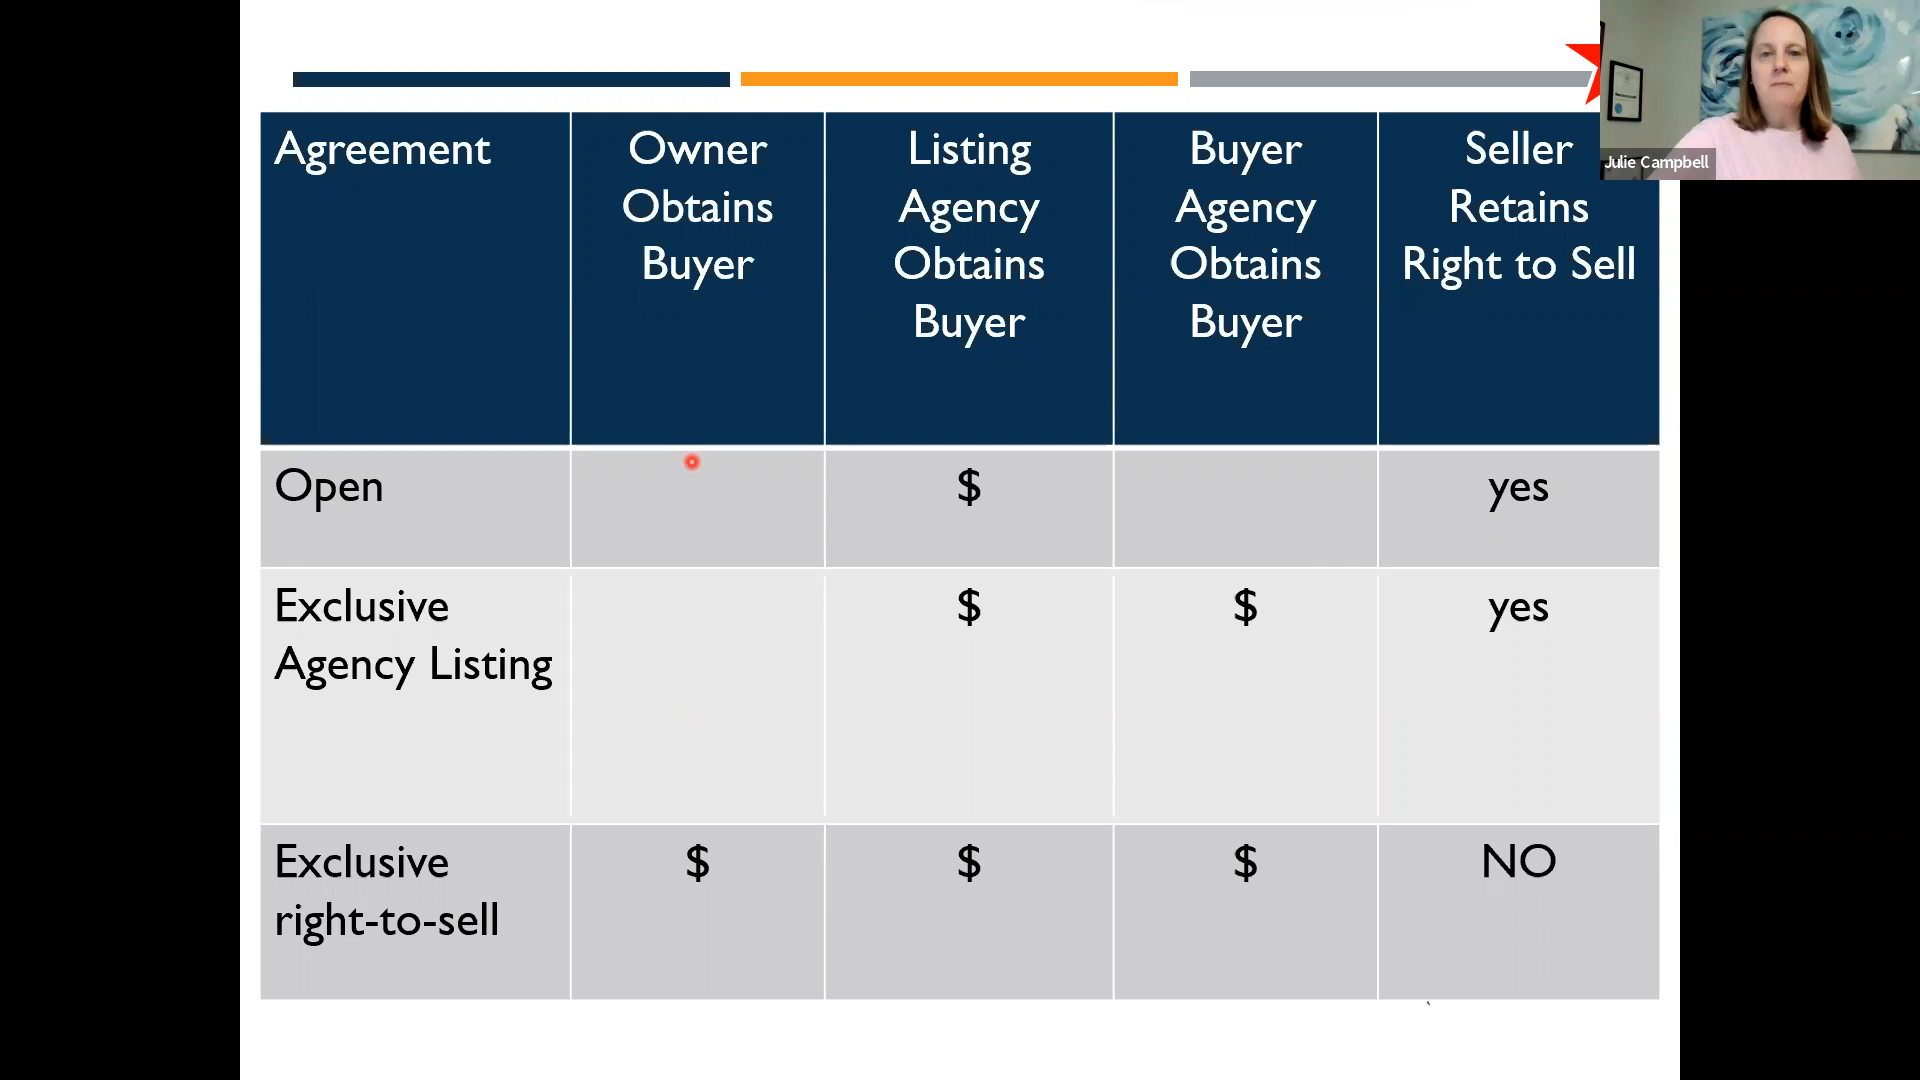 Agreement
Owner
Obtains
Buyer
Listing
Agency
Obtains
Buyer
Buyer
Agency
Obtains
Buyer
Seller
Retains
Right to Sell
Julie Campbell
Open
$
yes
Exclusive
Agency Listing
$
$
yes
Exclusive
right-to-sell
$
$
$
NO